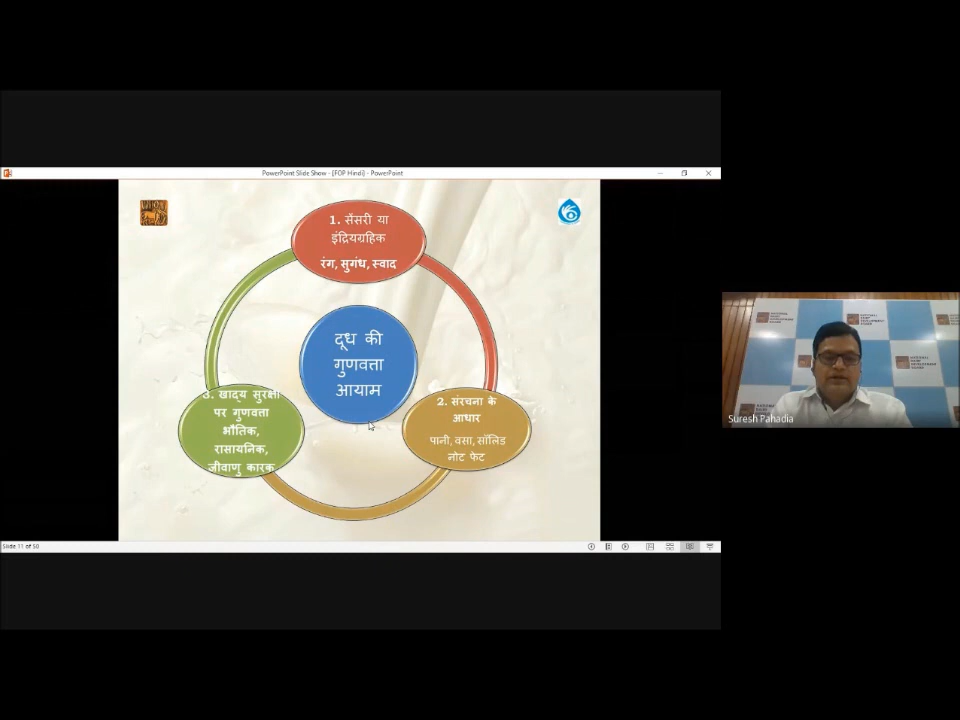 PowerPoint Slide Show - [FOP Hindi] - PowerPoint
1. सेंसरी या
इंद्रियग्रहिक
रंग, सुगंध, स्वाद
दूध की
गुणवत्ता
आयाम
3. खाद्य सुरक्षा
पर गुणवत्ता
भौतिक,
रासायनिक,
जीवाणु कारक
2. संरचना के
आधार
पानी, वसा, सॉलिड
नोट फेट
Slide 11 of 50
Suresh Pahadia